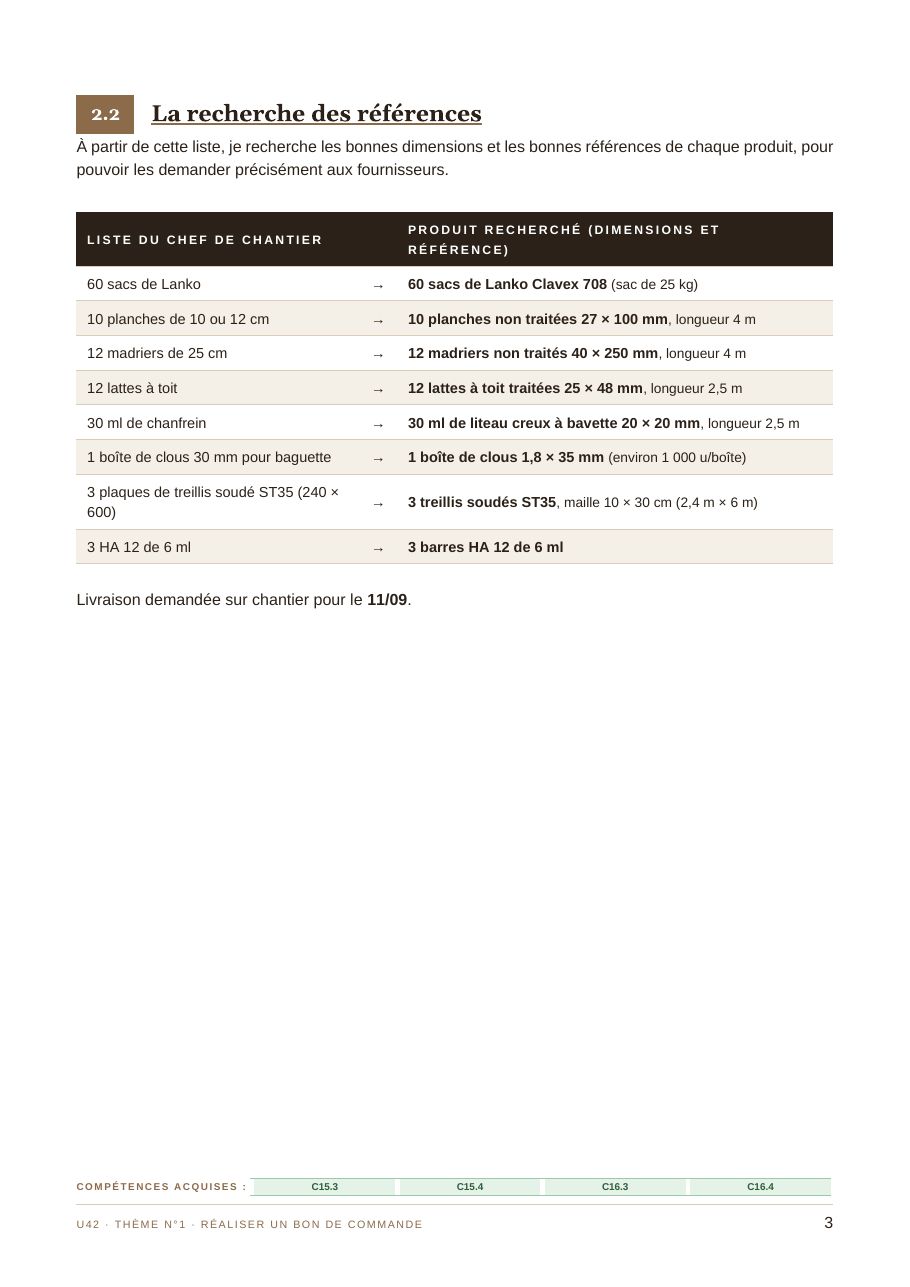 2.2 La recherche des références
À partir de cette liste, je recherche les bonnes dimensions et les bonnes références de chaque produit, pour
pouvoir les demander précisément aux fournisseurs.
LISTE DU CHEF DE CHANTIER
PRODUIT RECHERCHÉ (DIMENSIONS ET
RÉFÉRENCE)
60 sacs de Lanko → 60 sacs de Lanko Clavex 708 (sac de 25 kg)
10 planches de 10 ou 12 cm → 10 planches non traitées 27 × 100 mm, longueur 4 m
12 madriers de 25 cm → 12 madriers non traités 40 × 250 mm, longueur 4 m
12 lattes à toit → 12 lattes à toit traitées 25 × 48 mm, longueur 2,5 m
30 ml de chanfrein → 30 ml de liteau creux à bavette 20 × 20 mm, longueur 2,5 m
1 boîte de clous 30 mm pour baguette → 1 boîte de clous 1,8 × 35 mm (environ 1 000 u/boîte)
3 plaques de treillis soudé ST35 (240 ×
600)
→ 3 treillis soudés ST35, maille 10 × 30 cm (2,4 m × 6 m)
3 HA 12 de 6 ml → 3 barres HA 12 de 6 ml
Livraison demandée sur chantier pour le 11/09.
COMPÉTENCES ACQUISES : C15.3 C15.4 C16.3 C16.4
U42 · THÈME N°1 · RÉALISER UN BON DE COMMANDE 3